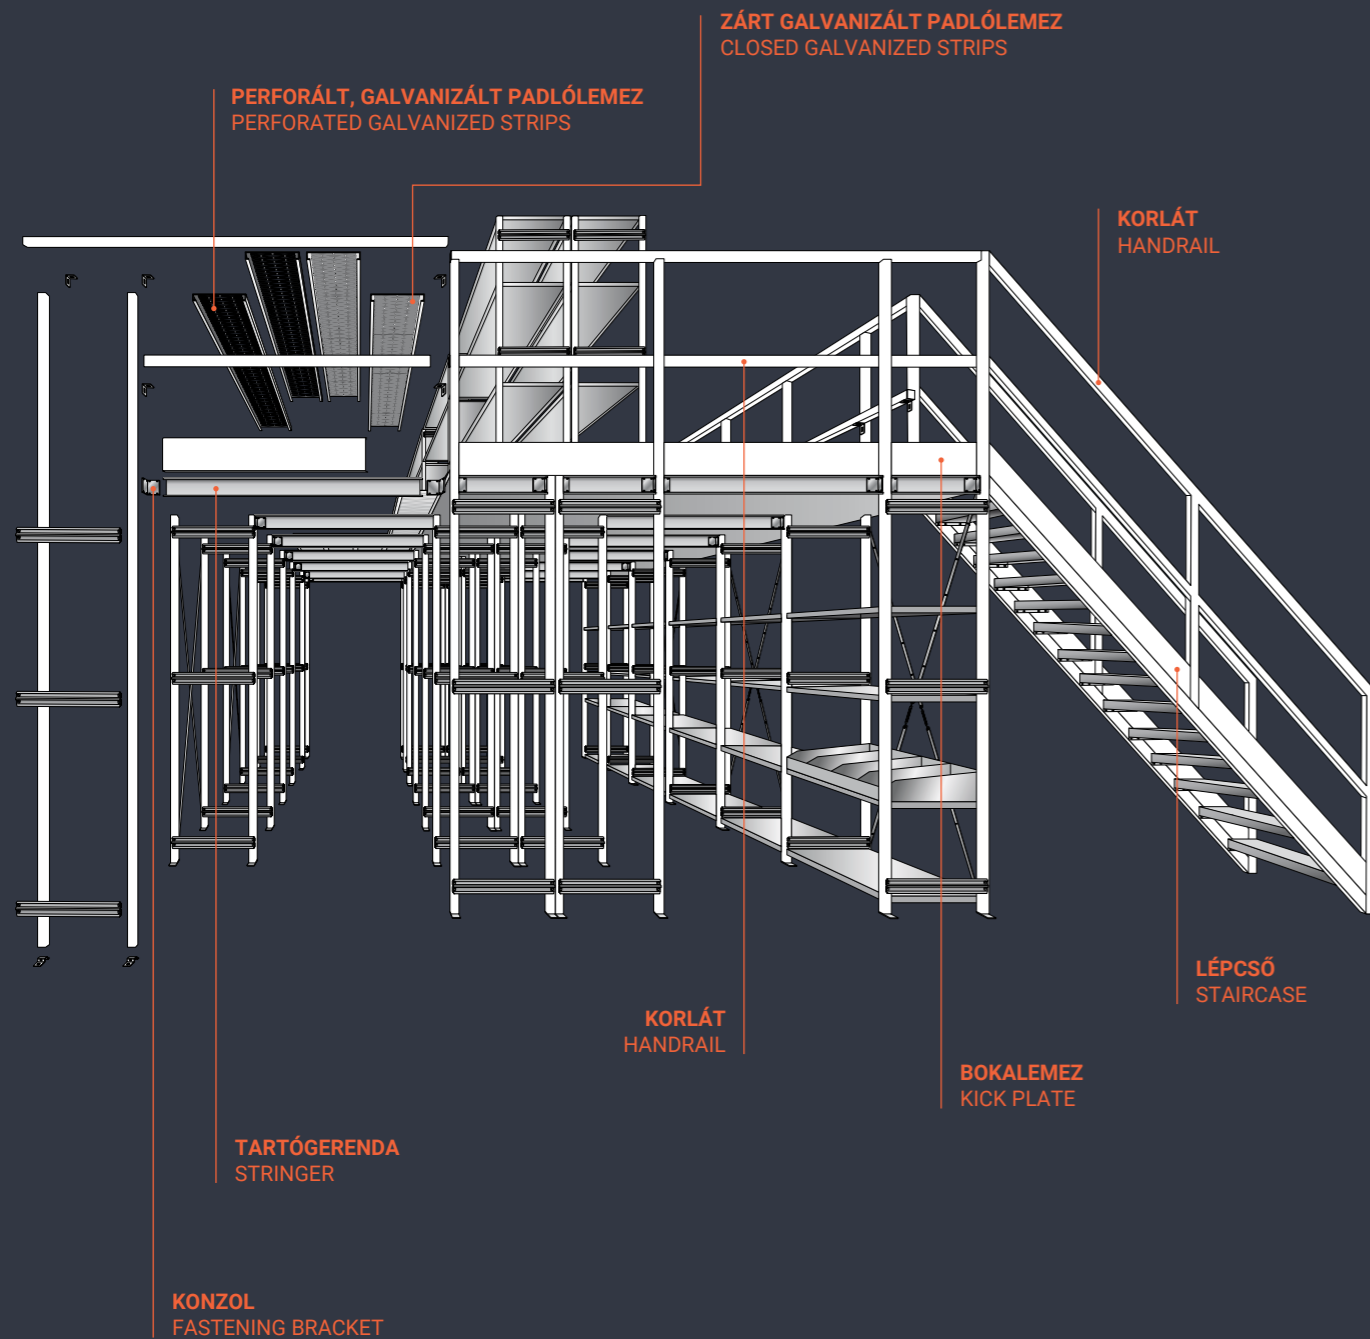 ZÁRT GALVANIZÁLT PADLÓLEMEZ
CLOSED GALVANIZED STRIPS
PERFORÁLT, GALVANIZÁLT PADLÓLEMEZ
PERFORATED GALVANIZED STRIPS
KORLÁT
HANDRAIL
LÉPCSŐ
STAIRCASE
KORLÁT
HANDRAIL
BOKALEMEZ
KICK PLATE
TARTÓGERENDA
STRINGER
KONZOL
FASTENING BRACKET